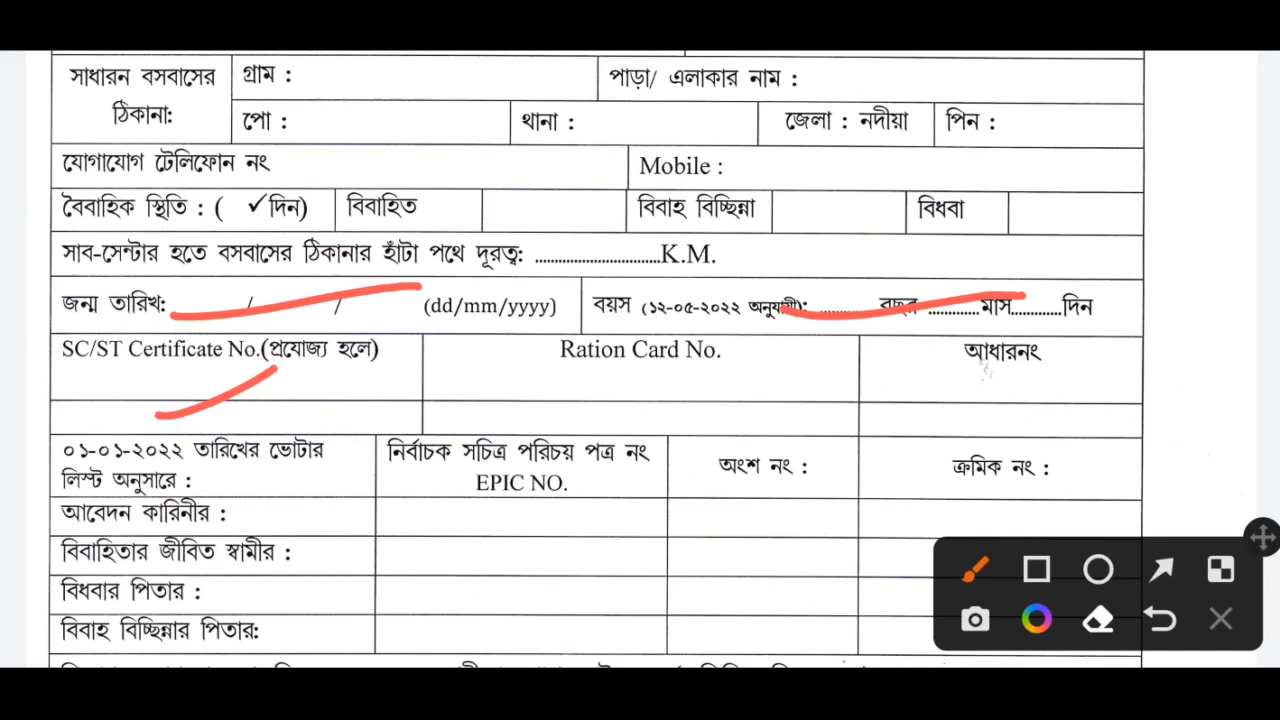 সাধারন বসবাসের
ঠিকানা:
গ্রাম :
পাড়া/ এলাকার নাম :
পো :
থানা :
জেলা : নদীয়া
পিন :
যোগাযোগ টেলিফোন নং
Mobile :
বৈবাহিক স্থিতি : ( ✓দিন)
বিবাহিত
বিবাহ বিচ্ছিন্না
বিধবা
সাব-সেন্টার হতে বসবাসের ঠিকানার হাঁটা পথে দূরত্ব: ..............................K.M.
জন্ম তারিখ: / / (dd/mm/yyyy)
বয়স (১২-০৫-২০২২ অনুযায়ী): ............বছর ............মাস............দিন
SC/ST Certificate No.(প্রযোজ্য হলে)
Ration Card No.
আধারনং
০১-০১-২০২২ তারিখের ভোটার
লিস্ট অনুসারে :
নির্বাচক সচিত্র পরিচয় পত্র নং
EPIC NO.
অংশ নং :
ক্রমিক নং :
আবেদন কারিনীর :
বিবাহিতার জীবিত স্বামীর :
বিধবার পিতার :
বিবাহ বিচ্ছিন্নার পিতার: